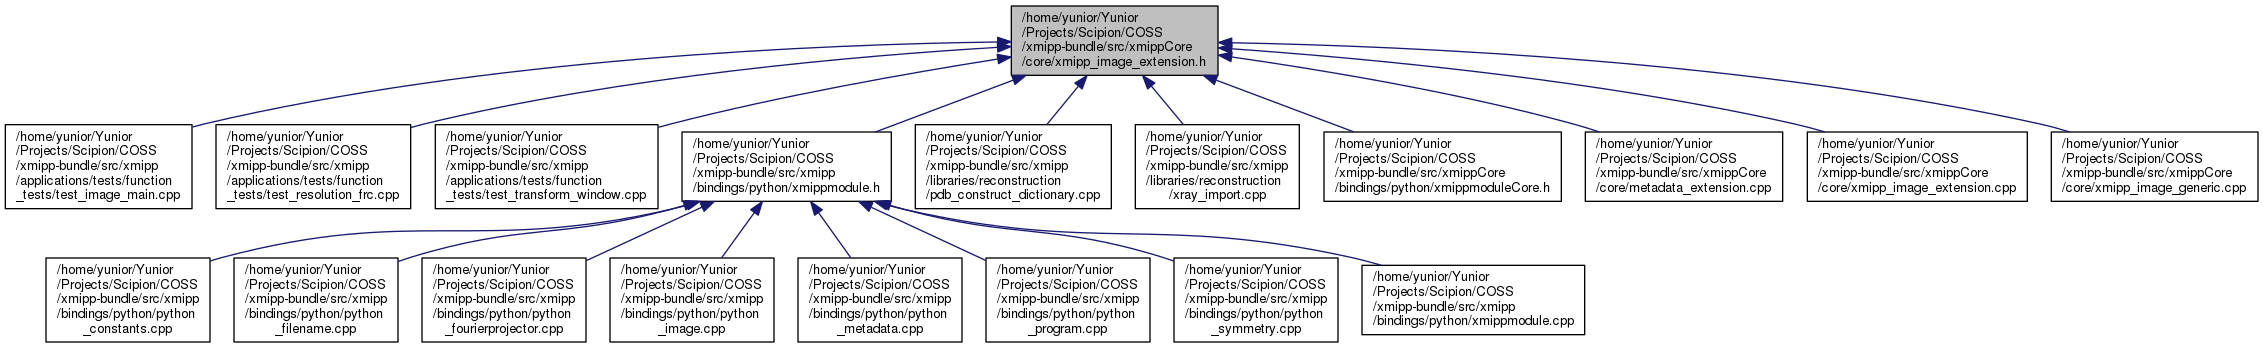 /home/yunior/Yunior
/Projects/Scipion/COSS
/xmipp-bundle/src/xmippCore
/core/xmipp_image_extension.h
/home/yunior/Yunior
/Projects/Scipion/COSS
/xmipp-bundle/src/xmipp
/applications/tests/function
_tests/test_image_main.cpp
/home/yunior/Yunior
/Projects/Scipion/COSS
/xmipp-bundle/src/xmipp
/applications/tests/function
_tests/test_resolution_frc.cpp
/home/yunior/Yunior
/Projects/Scipion/COSS
/xmipp-bundle/src/xmipp
/applications/tests/function
_tests/test_transform_window.cpp
/home/yunior/Yunior
/Projects/Scipion/COSS
/xmipp-bundle/src/xmipp
/bindings/python/xmippmodule.h
/home/yunior/Yunior
/Projects/Scipion/COSS
/xmipp-bundle/src/xmipp
/libraries/reconstruction
/pdb_construct_dictionary.cpp
/home/yunior/Yunior
/Projects/Scipion/COSS
/xmipp-bundle/src/xmipp
/libraries/reconstruction
/xray_import.cpp
/home/yunior/Yunior
/Projects/Scipion/COSS
/xmipp-bundle/src/xmippCore
/bindings/python/xmippmoduleCore.h
/home/yunior/Yunior
/Projects/Scipion/COSS
/xmipp-bundle/src/xmippCore
/core/metadata_extension.cpp
/home/yunior/Yunior
/Projects/Scipion/COSS
/xmipp-bundle/src/xmippCore
/core/xmipp_image_extension.cpp
/home/yunior/Yunior
/Projects/Scipion/COSS
/xmipp-bundle/src/xmippCore
/core/xmipp_image_generic.cpp
/home/yunior/Yunior
/Projects/Scipion/COSS
/xmipp-bundle/src/xmipp
/bindings/python/python
_constants.cpp
/home/yunior/Yunior
/Projects/Scipion/COSS
/xmipp-bundle/src/xmipp
/bindings/python/python
_filename.cpp
/home/yunior/Yunior
/Projects/Scipion/COSS
/xmipp-bundle/src/xmipp
/bindings/python/python
_fourierprojector.cpp
/home/yunior/Yunior
/Projects/Scipion/COSS
/xmipp-bundle/src/xmipp
/bindings/python/python
_image.cpp
/home/yunior/Yunior
/Projects/Scipion/COSS
/xmipp-bundle/src/xmipp
/bindings/python/python
_metadata.cpp
/home/yunior/Yunior
/Projects/Scipion/COSS
/xmipp-bundle/src/xmipp
/bindings/python/python
_program.cpp
/home/yunior/Yunior
/Projects/Scipion/COSS
/xmipp-bundle/src/xmipp
/bindings/python/python
_symmetry.cpp
/home/yunior/Yunior
/Projects/Scipion/COSS
/xmipp-bundle/src/xmipp
/bindings/python/xmippmodule.cpp